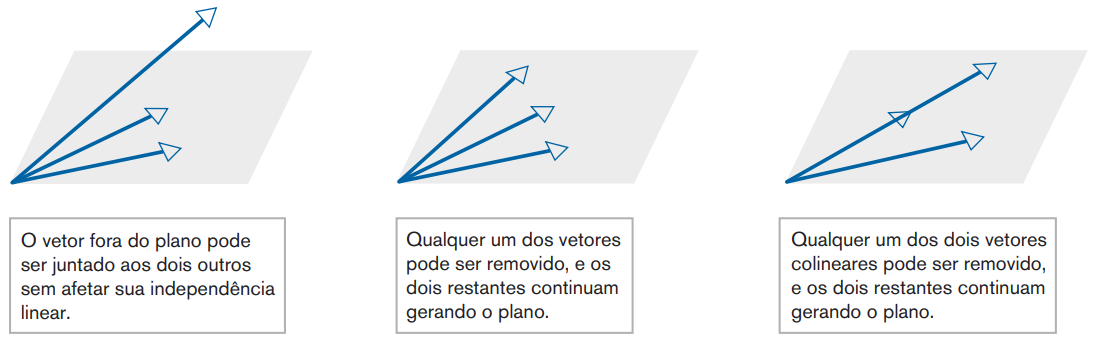 O vetor fora do plano pode
ser juntado aos dois outros
sem afetar sua independência
linear.
Qualquer um dos vetores
pode ser removido, e os
dois restantes continuam
gerando o plano.
Qualquer um dos dois vetores
colineares pode ser removido,
e os dois restantes continuam
gerando o plano.